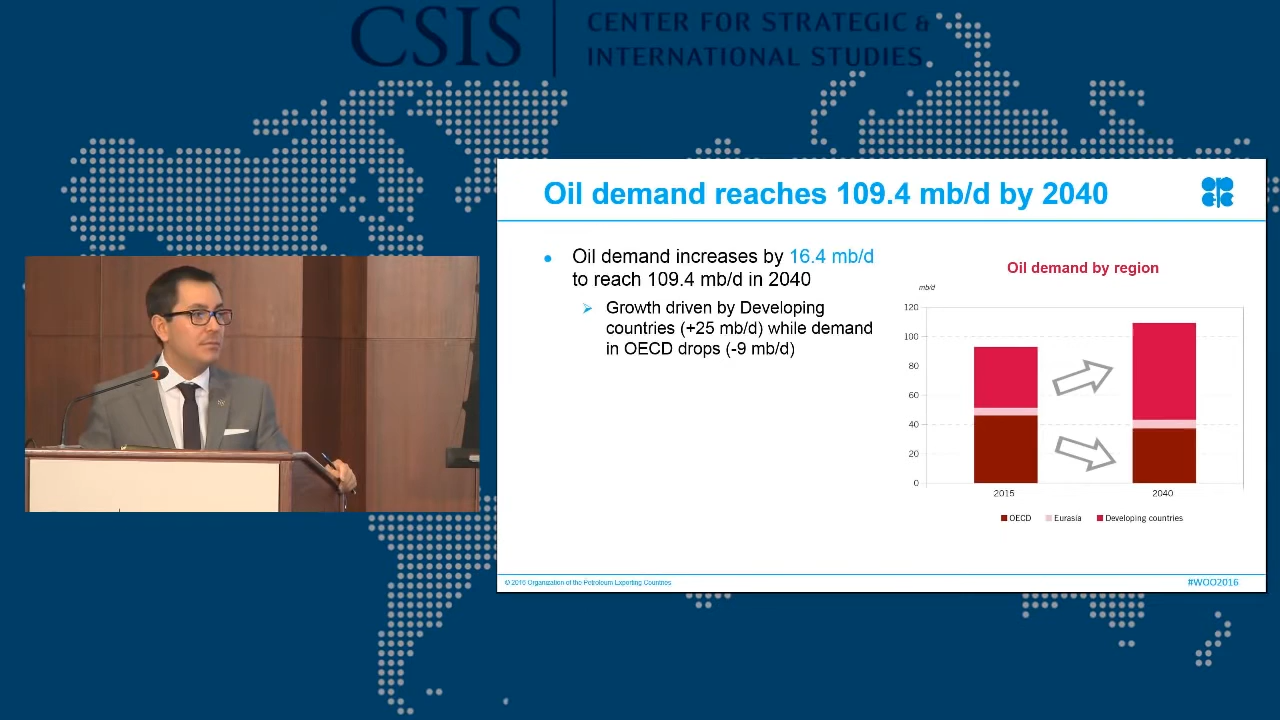 CSIS
CENTER FOR STRATEGIC &
INTERNATIONAL STUDIES
Oil demand reaches 109.4 mb/d by 2040
OPEC
• Oil demand increases by 16.4 mb/d
to reach 109.4 mb/d in 2040
➢ Growth driven by Developing
countries (+25 mb/d) while demand
in OECD drops (-9 mb/d)
Oil demand by region
mb/d
120
100
80
60
40
20
0
2015
2040
OECD
Eurasia
Developing countries
© 2016 Organization of the Petroleum Exporting Countries
#WOO2016